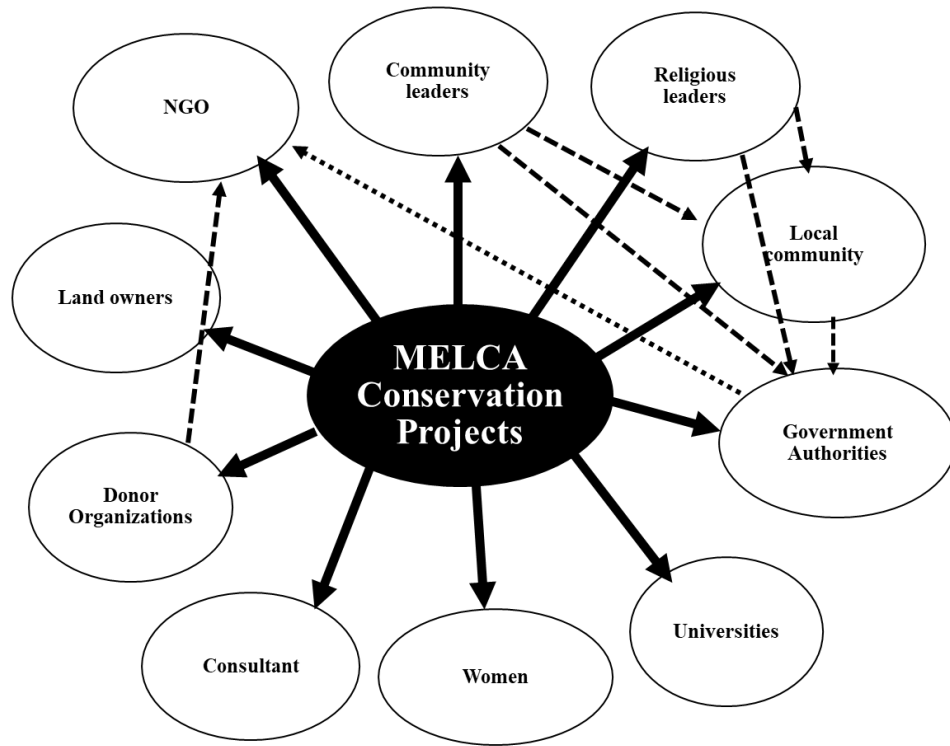 NGO
Community
leaders
Religious
leaders
Local
community
Land owners
MELCA
Conservation
Projects
Government
Authorities
Donor
Organizations
Universities
Consultant
Women